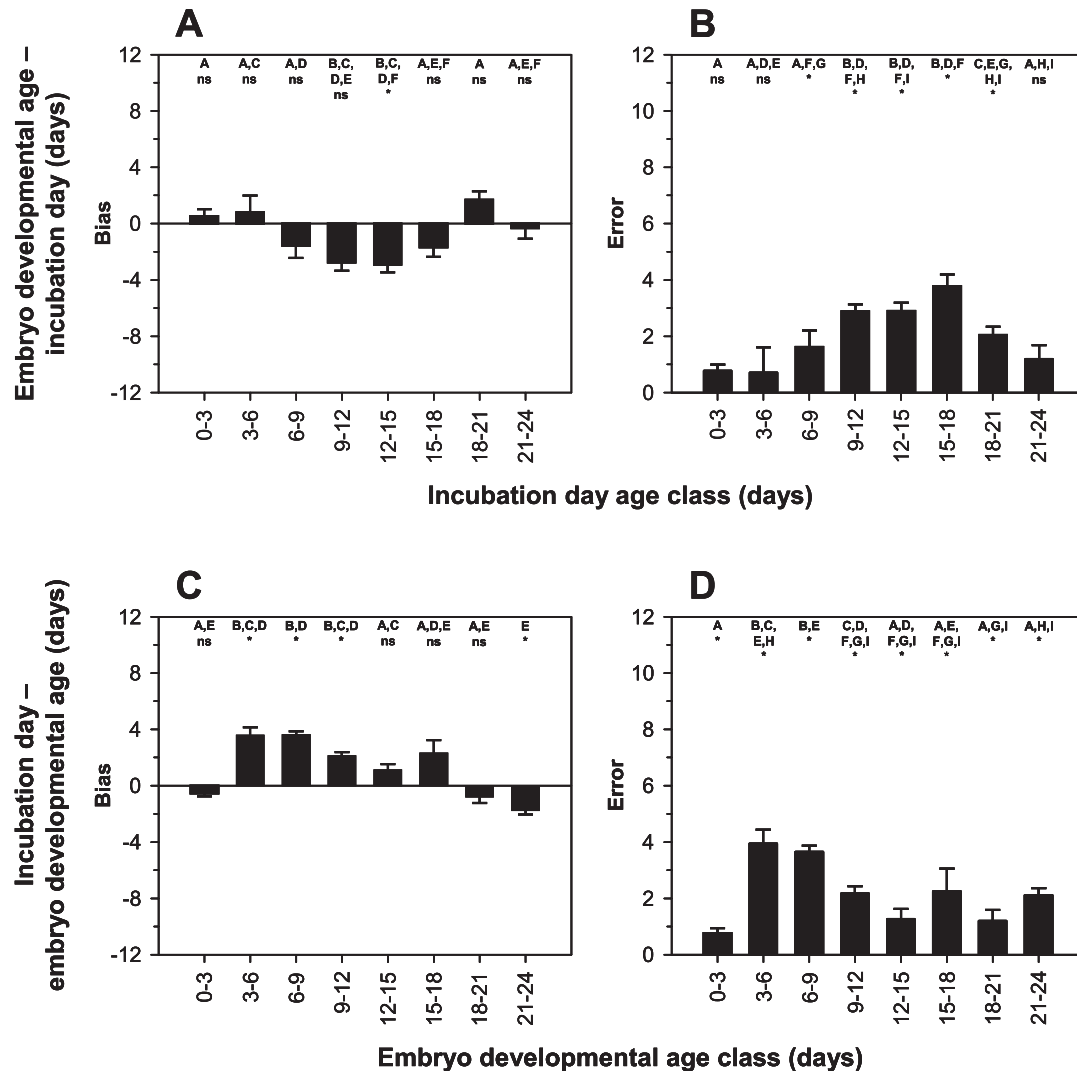 A
B
Embryo developmental age –
incubation day (days)
Bias
12
8
4
0
-4
-8
-12
A
ns
A,C
ns
A,D
ns
B,C,
D,E
ns
B,C,
D,F
*
A,E,F
ns
A
ns
A,E,F
ns
0-3
3-6
6-9
9-12
12-15
15-18
18-21
21-24
Error
12
10
8
6
4
2
0
A
ns
A,D,E
ns
A,F,G
*
B,D,
F,H
*
B,D,
F,I
*
B,D,F
*
C,E,G,
H,I
*
A,H,I
ns
0-3
3-6
6-9
9-12
12-15
15-18
18-21
21-24
Incubation day age class (days)
C
D
Incubation day –
embryo developmental age (days)
Bias
12
8
4
0
-4
-8
-12
A,E
ns
B,C,D
*
B,D
*
B,C,D
*
A,C
ns
A,D,E
ns
A,E
ns
E
*
0-3
3-6
6-9
9-12
12-15
15-18
18-21
21-24
Error
12
10
8
6
4
2
0
A
*
B,C,
E,H
*
B,E
*
C,D,
F,G,I
*
A,D,
F,G,I
*
A,E,
F,G,I
*
A,G,I
*
A,H,I
*
0-3
3-6
6-9
9-12
12-15
15-18
18-21
21-24
Embryo developmental age class (days)